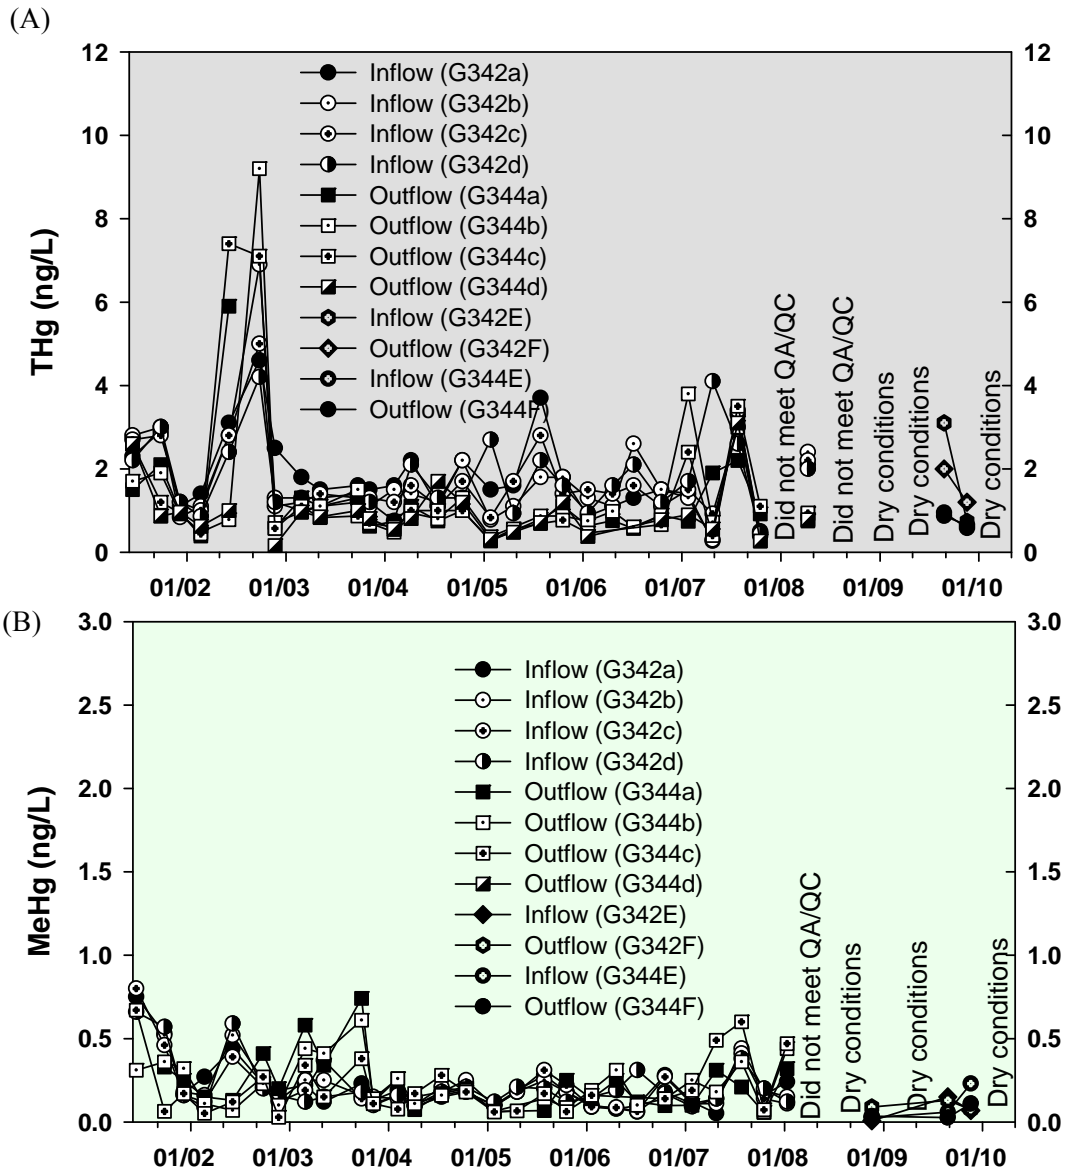 (A)
12
10
8
6
4
2
0
THg (ng/L)
Inflow (G342a)
Inflow (G342b)
Inflow (G342c)
Inflow (G342d)
Outflow (G344a)
Outflow (G344b)
Outflow (G344c)
Outflow (G344d)
Inflow (G342E)
Outflow (G342F)
Inflow (G344E)
Outflow (G344F
Did not meet QA/QC
Did not meet QA/QC
Dry conditions
Dry conditions
Dry conditions
12
10
8
6
4
2
0
01/02 01/03 01/04 01/05 01/06 01/07 01/08 01/09 01/10
(B)
3.0
2.5
2.0
1.5
1.0
0.5
0.0
MeHg (ng/L)
Inflow (G342a)
Inflow (G342b)
Inflow (G342c)
Inflow (G342d)
Outflow (G344a)
Outflow (G344b)
Outflow (G344c)
Outflow (G344d)
Inflow (G342E)
Outflow (G342F)
Inflow (G344E)
Outflow (G344F)
Did not meet QA/QC
Dry conditions
Dry conditions
Dry conditions
3.0
2.5
2.0
1.5
1.0
0.5
0.0
01/02 01/03 01/04 01/05 01/06 01/07 01/08 01/09 01/10